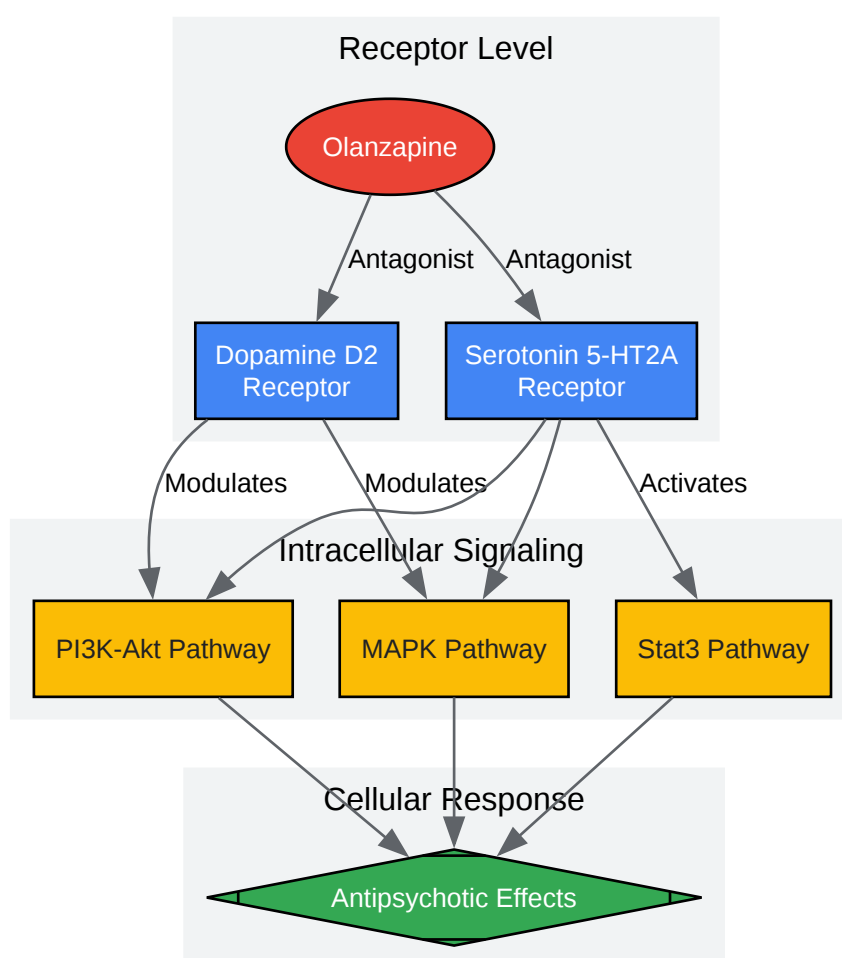 Receptor Level
Olanzapine
Antagonist
Antagonist
Dopamine D2
Receptor
Serotonin 5-HT2A
Receptor
Modulates
Modulates
Activates
Intracellular Signaling
PI3K-Akt Pathway
MAPK Pathway
Stat3 Pathway
Cellular Response
Antipsychotic Effects